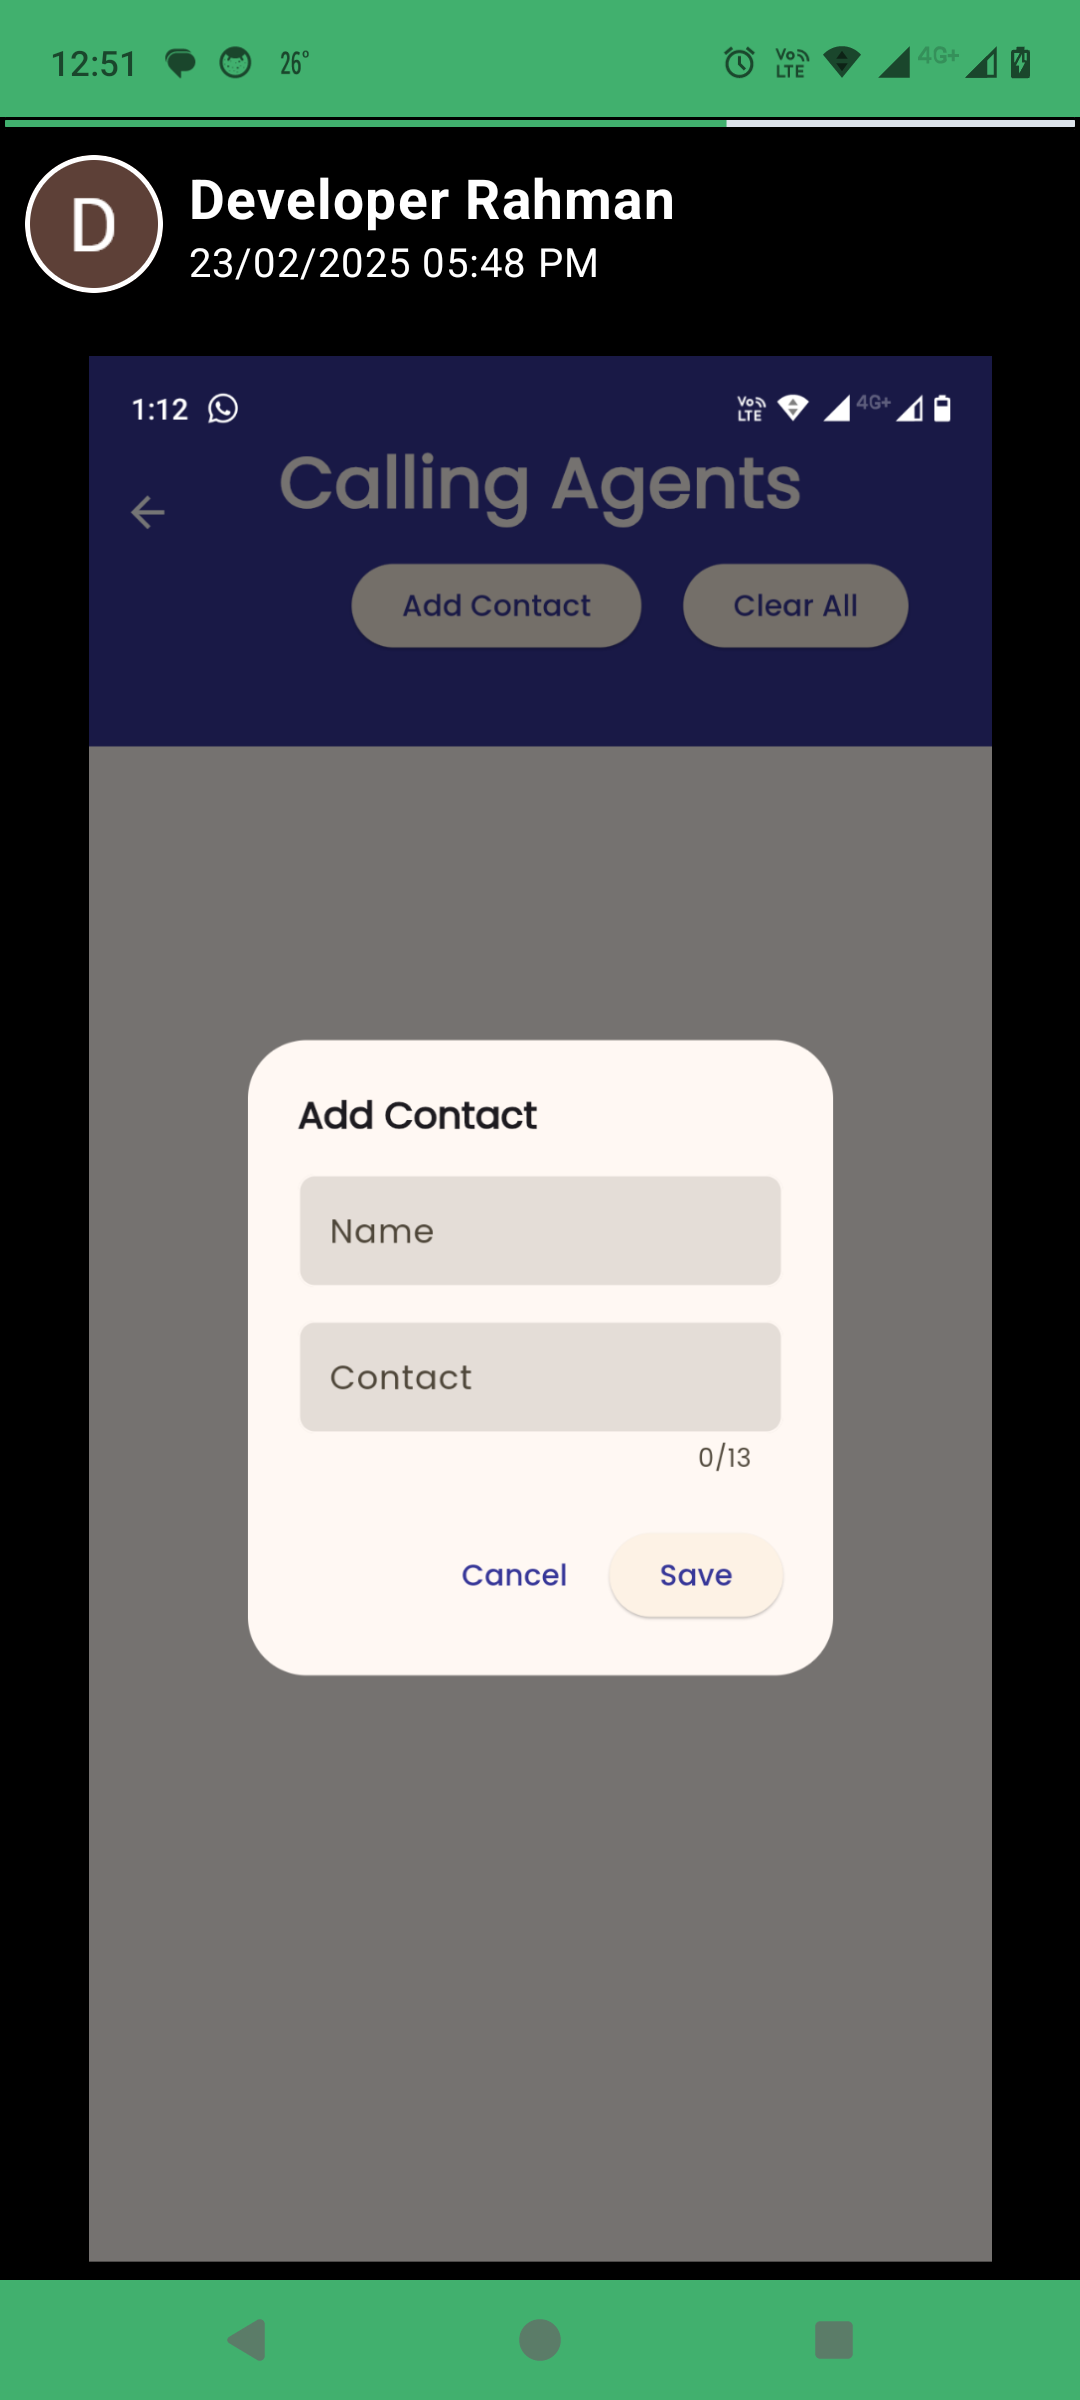 12:51 26° Vo LTE 4G+
D
Developer Rahman
23/02/2025 05:48 PM
1:12 Vo LTE 4G+
Calling Agents
Add Contact Clear All
Add Contact
Name
Contact
0/13
Cancel Save